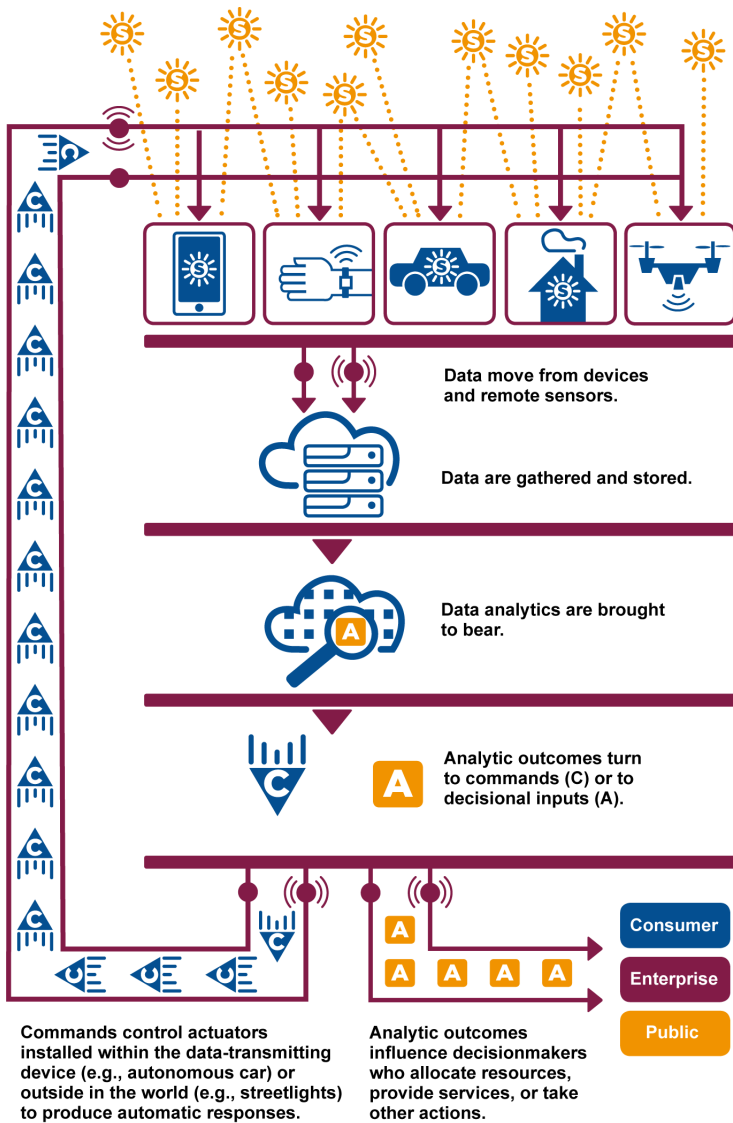 S S S S S S
S S S S S
C
C
S S S
C
C
Data move from devices
and remote sensors.
C
Data are gathered and stored.
C
C
Data analytics are brought
to bear.
A
C
C
Analytic outcomes turn
to commands (C) or to
decisional inputs (A).
C A
C
C
C
C
A
C C C
A A A A
Consumer
Enterprise
Public
Commands control actuators
installed within the data-transmitting
device (e.g., autonomous car) or
outside in the world (e.g., streetlights)
to produce automatic responses.
Analytic outcomes
influence decisionmakers
who allocate resources,
provide services, or take
other actions.